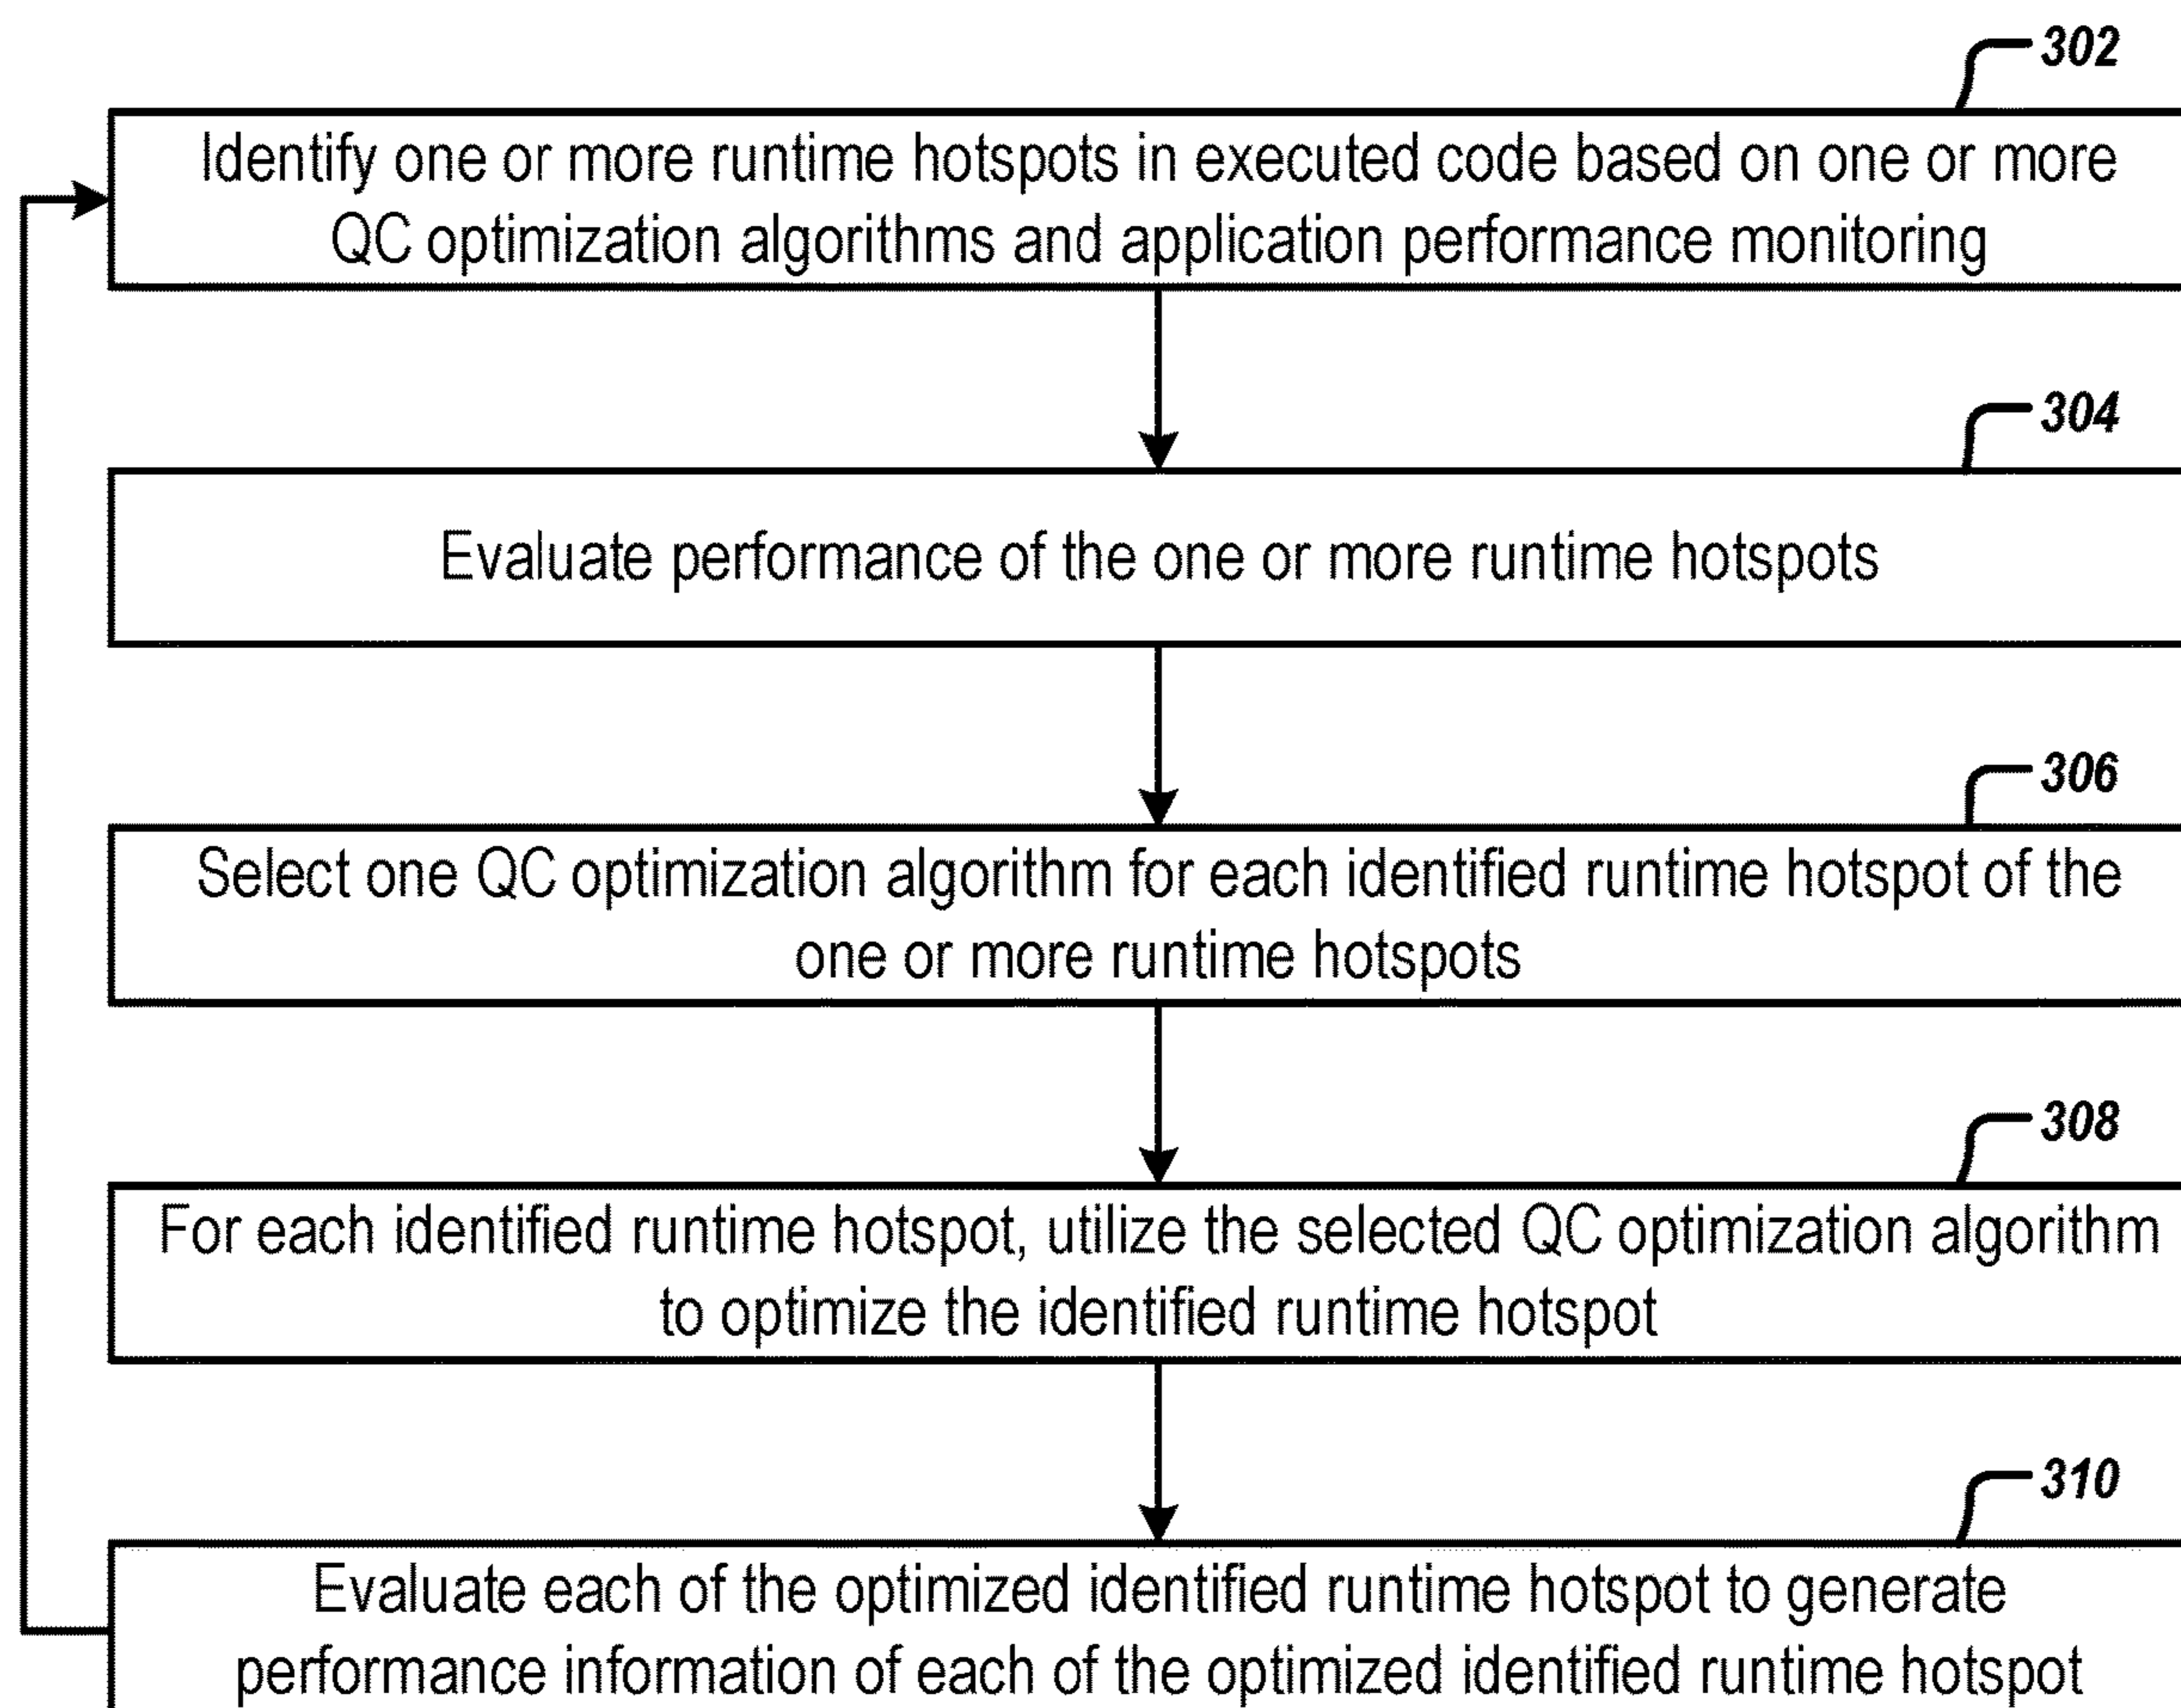 302
Identify one or more runtime hotspots in executed code based on one or more
QC optimization algorithms and application performance monitoring
304
Evaluate performance of the one or more runtime hotspots
306
Select one QC optimization algorithm for each identified runtime hotspot of the
one or more runtime hotspots
308
For each identified runtime hotspot, utilize the selected QC optimization algorithm
to optimize the identified runtime hotspot
310
Evaluate each of the optimized identified runtime hotspot to generate
performance information of each of the optimized identified runtime hotspot